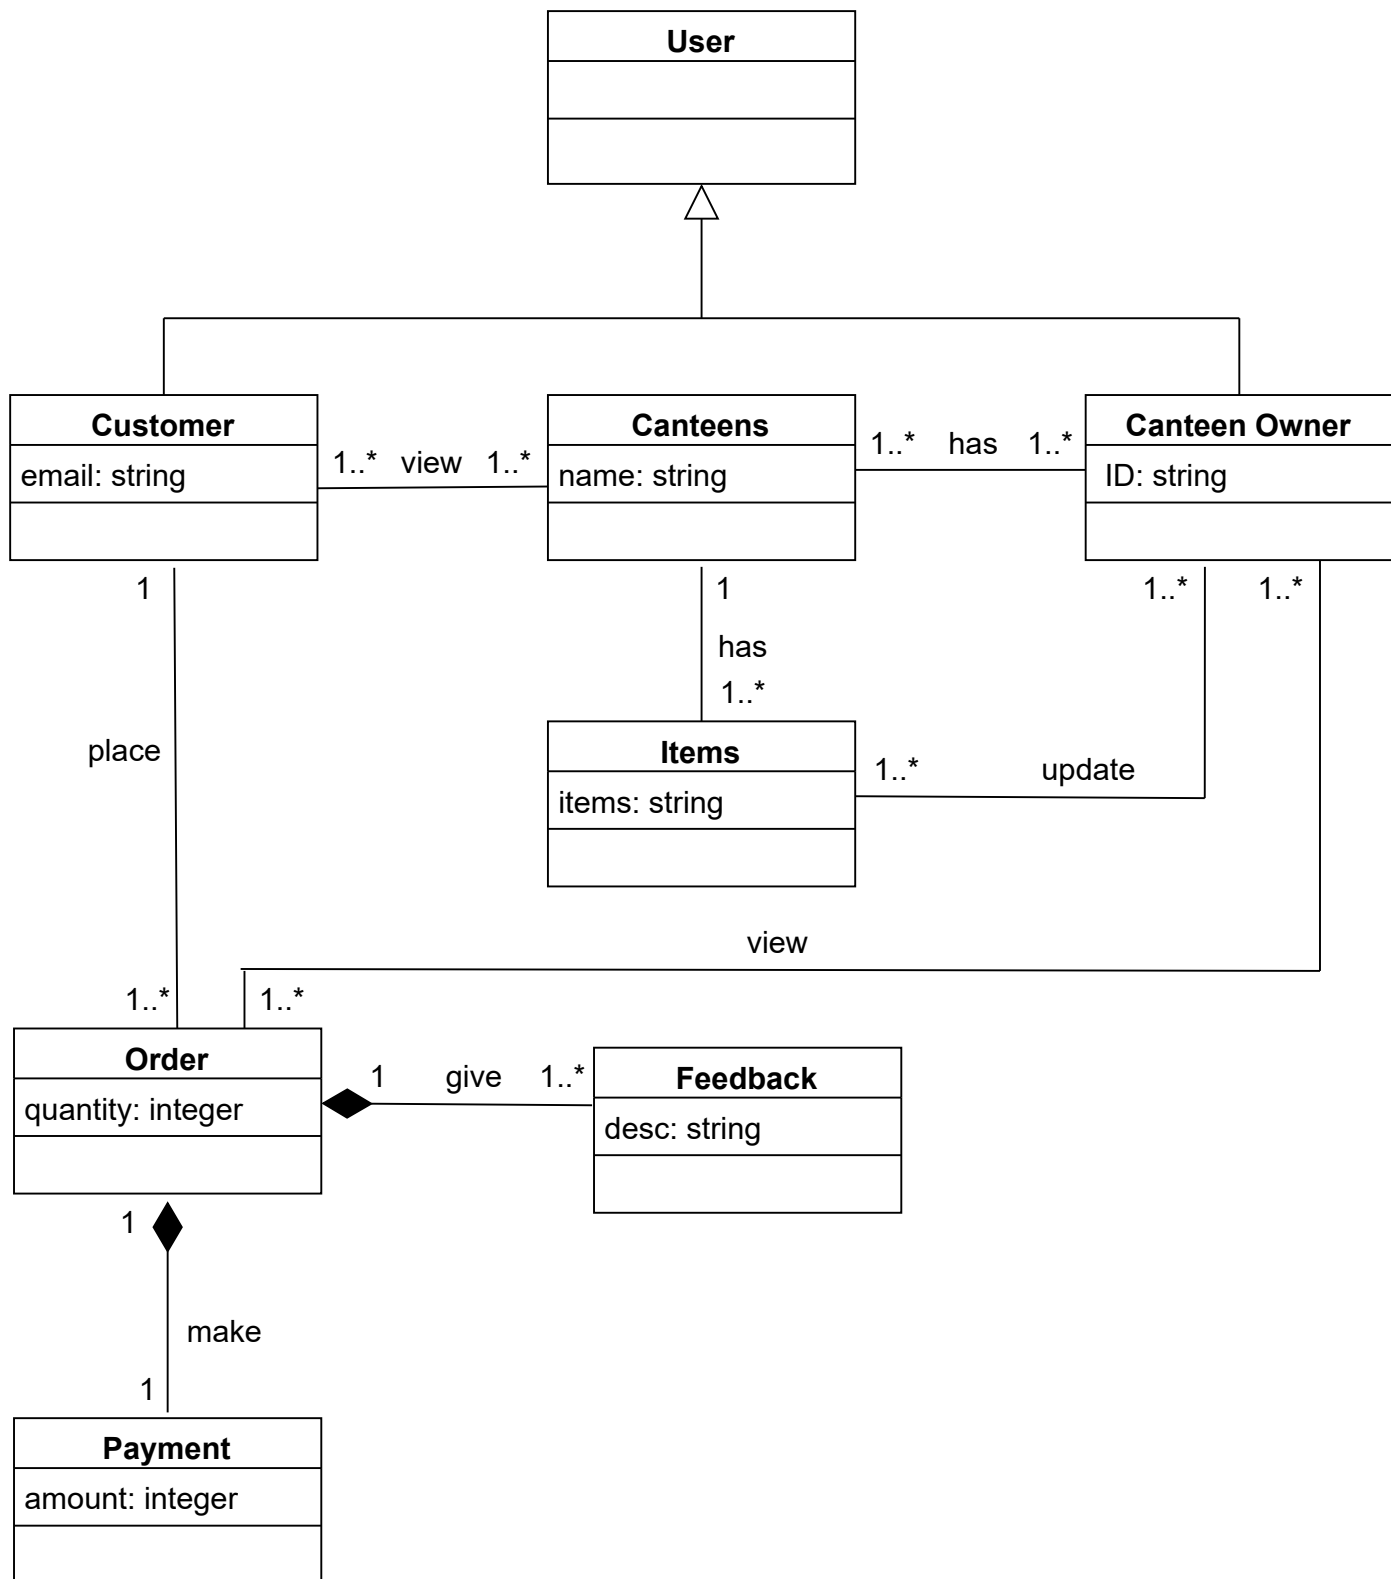 User
Customer
email: string
1..* view 1..*
Canteens
name: string
1..* has 1..*
Canteen Owner
ID: string
1
1
1..*
1..*
has
1..*
place
Items
items: string
1..*
update
view
1..*
1..*
Order
quantity: integer
1 give 1..*
Feedback
desc: string
1
make
1
Payment
amount: integer